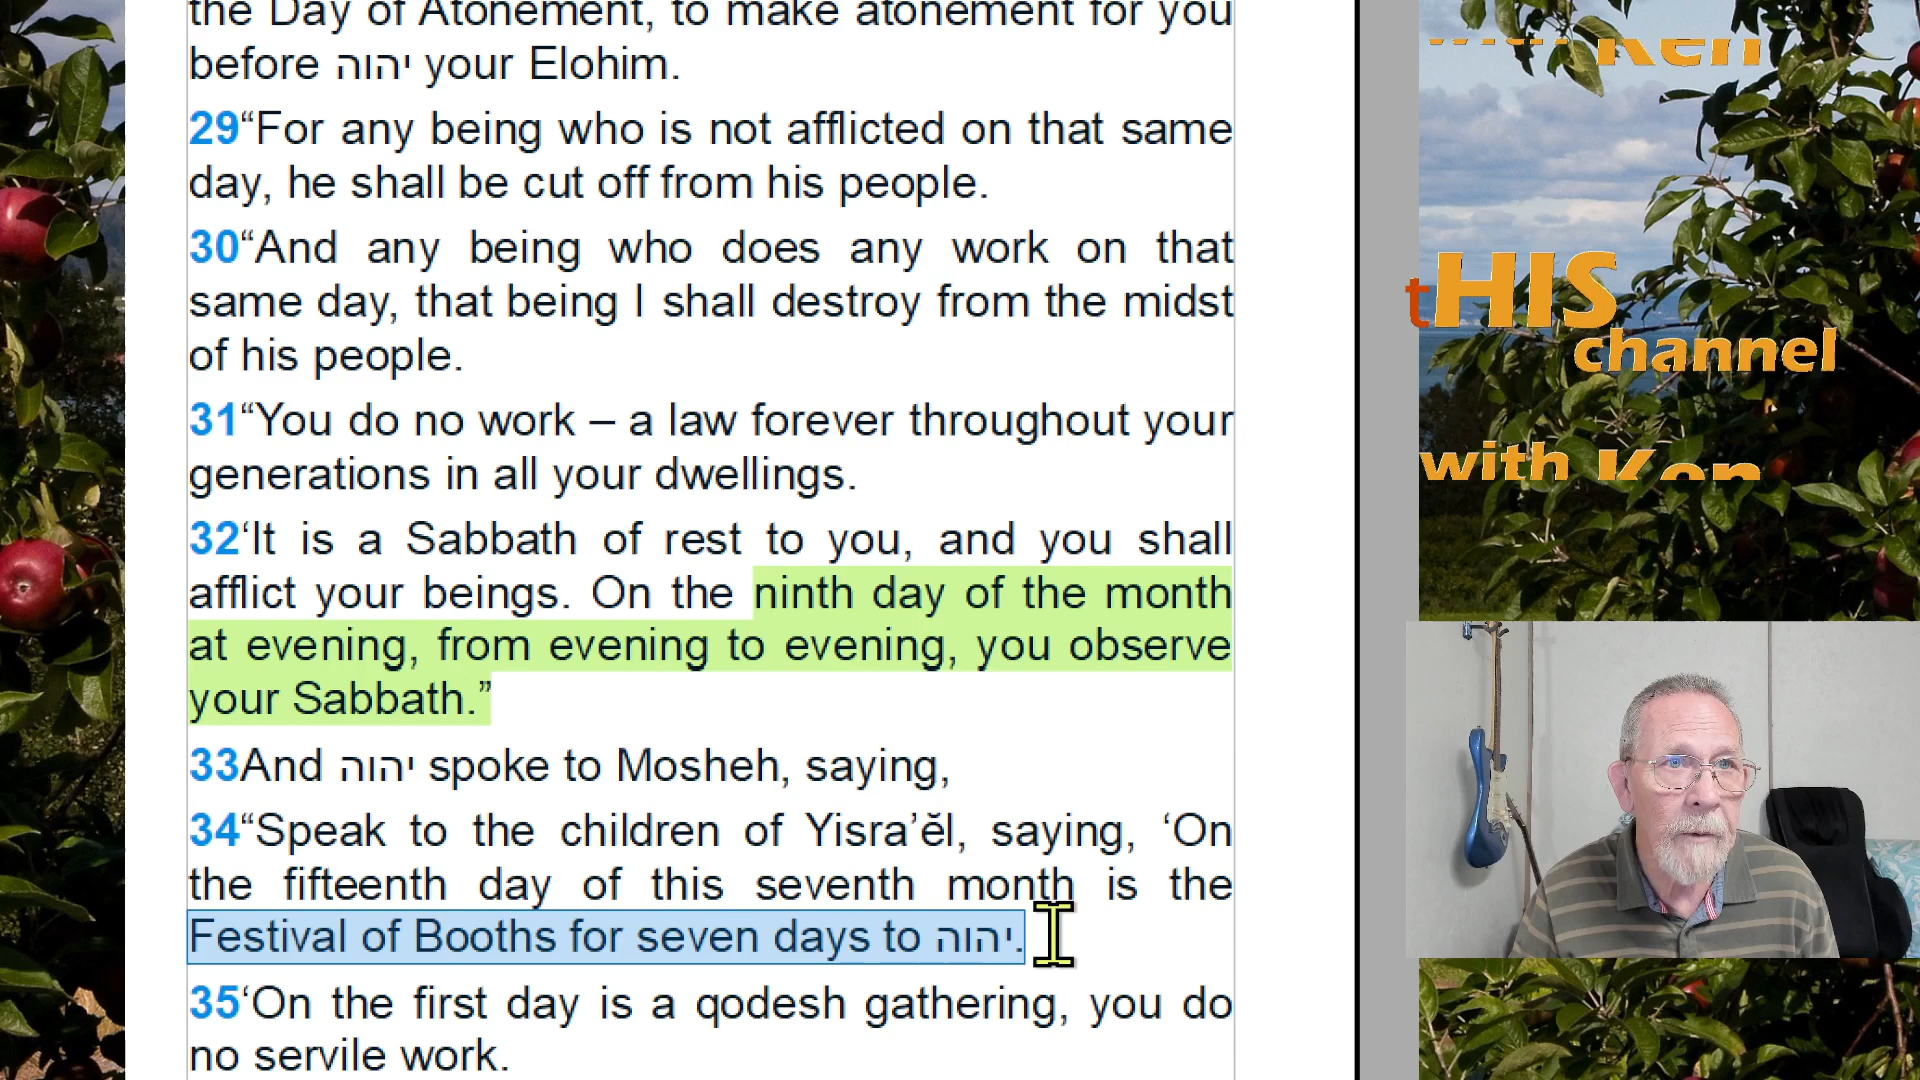 the Day of Atonement, to make atonement for you
before יהוה your Elohim.
29“For any being who is not afflicted on that same
day, he shall be cut off from his people.
30“And any being who does any work on that
same day, that being I shall destroy from the midst
of his people.
31“You do no work – a law forever throughout your
generations in all your dwellings.
32‘It is a Sabbath of rest to you, and you shall
afflict your beings. On the ninth day of the month
at evening, from evening to evening, you observe
your Sabbath.”
33And יהוה spoke to Mosheh, saying,
34“Speak to the children of Yisra’ĕl, saying, ‘On
the fifteenth day of this seventh month is the
Festival of Booths for seven days to יהוה.
35‘On the first day is a qodesh gathering, you do
no servile work.
with Ken
tHIS
channel
with Ken